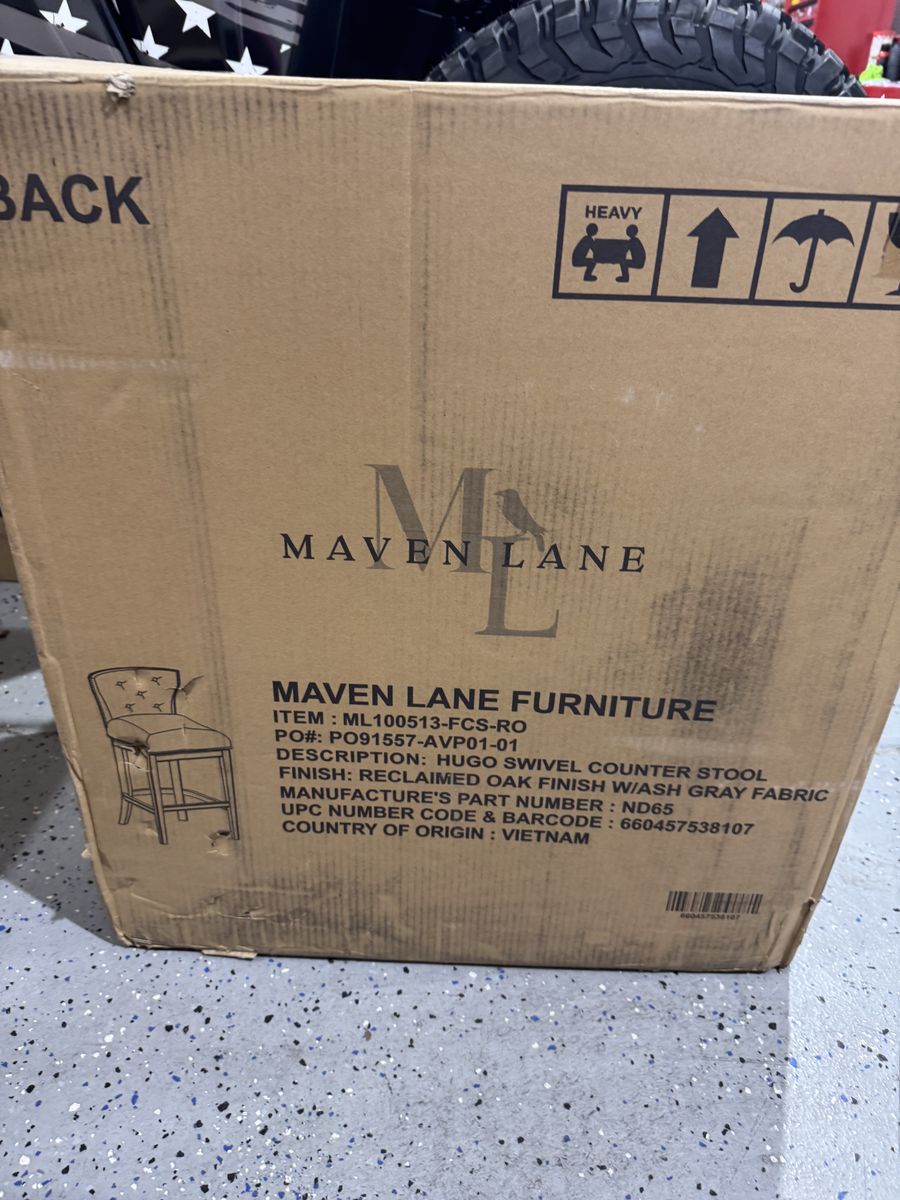 BACK
HEAVY
ML
MAVEN LANE
MAVEN LANE FURNITURE
ITEM : ML100513-FCS-RO
PO#: PO91557-AVP01-01
DESCRIPTION: HUGO SWIVEL COUNTER STOOL
FINISH: RECLAIMED OAK FINISH W/ASH GRAY FABRIC
MANUFACTURE'S PART NUMBER : ND65
UPC NUMBER CODE & BARCODE : 660457538107
COUNTRY OF ORIGIN : VIETNAM
660457538107